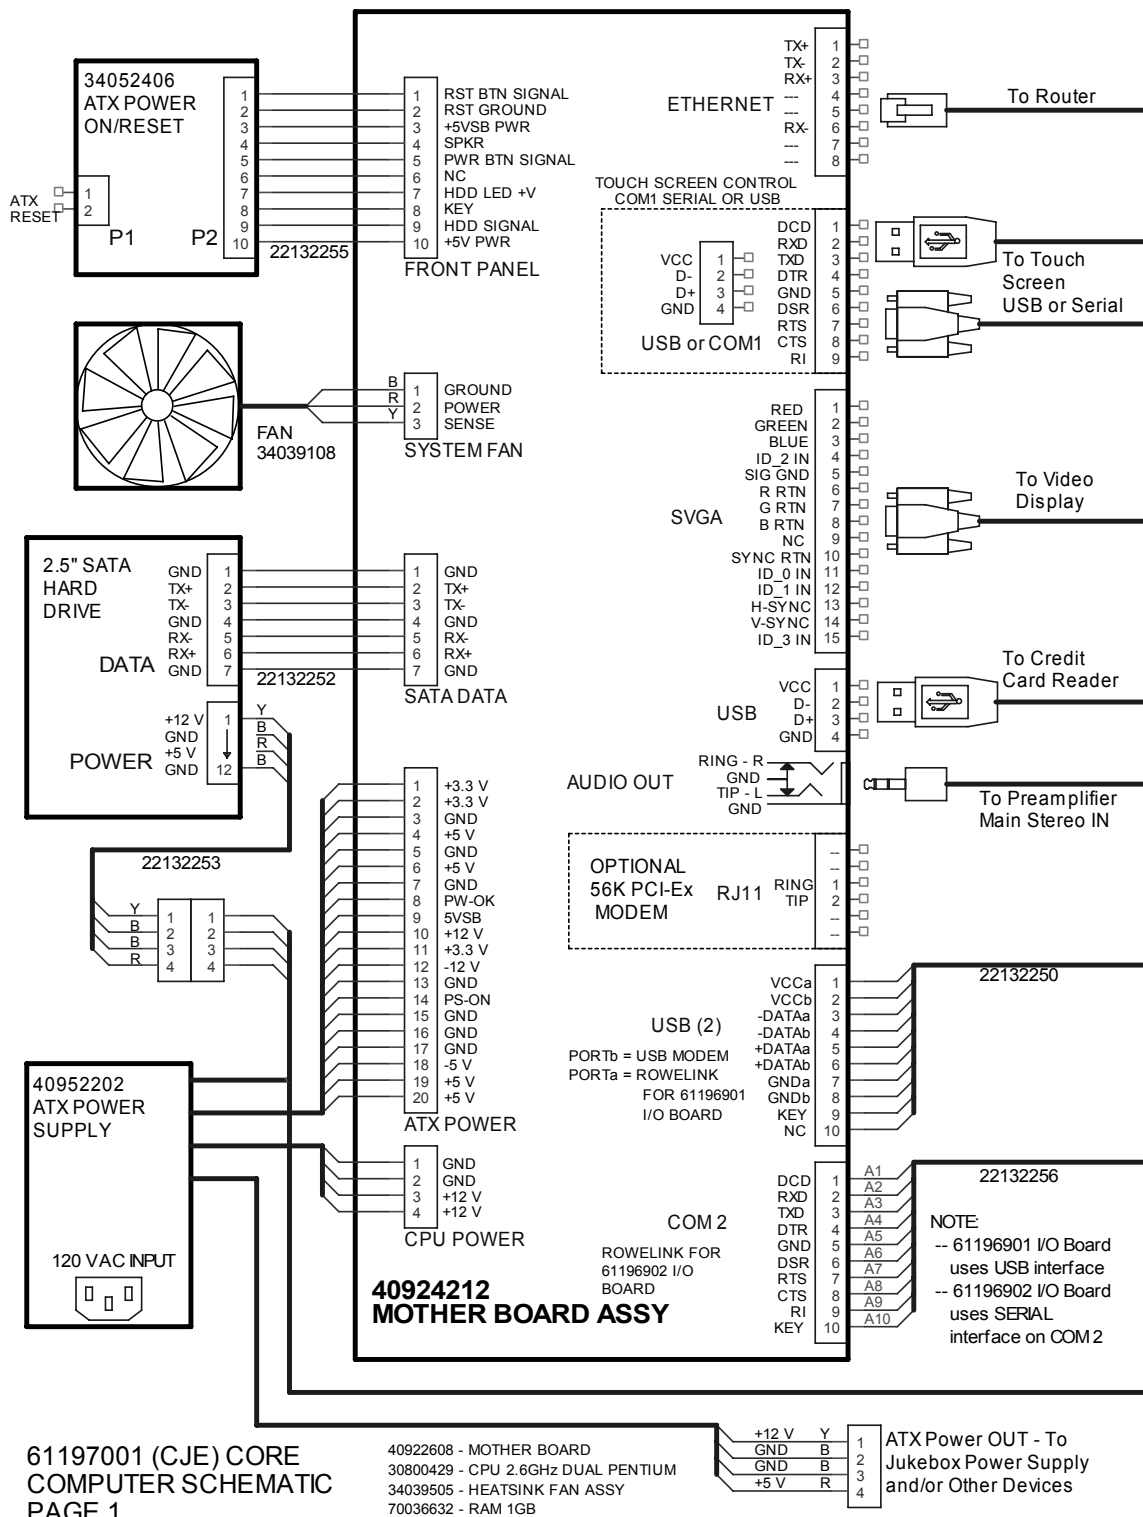 34052406
ATX POWER
ON/RESET
1
2
3
4
5
6
7
8
9
10
ATX
RESET
1
2
P1
P2
22132255
1 RST BTN SIGNAL
2 RST GROUND
3 +5VSB PWR
4 SPKR
5 PWR BTN SIGNAL
6 NC
7 HDD LED +V
8 KEY
9 HDD SIGNAL
10 +5V PWR
FRONT PANEL
FAN
34039108
B 1 GROUND
R 2 POWER
Y 3 SENSE
SYSTEM FAN
2.5" SATA
HARD
DRIVE
DATA
GND 1
TX+ 2
TX- 3
GND 4
RX- 5
RX+ 6
GND 7
22132252
1 GND
2 TX+
3 TX-
4 GND
5 RX-
6 RX+
7 GND
SATA DATA
POWER
+12 V 1 Y
GND B
+5 V R
GND 12 B
22132253
Y 1 1
B 2 2
B 3 3
R 4 4
1 +3.3 V
2 +3.3 V
3 GND
4 +5 V
5 GND
6 +5 V
7 GND
8 PW-OK
9 5VSB
10 +12 V
11 +3.3 V
12 -12 V
13 GND
14 PS-ON
15 GND
16 GND
17 GND
18 -5 V
19 +5 V
20 +5 V
ATX POWER
40952202
ATX POWER
SUPPLY
120 VAC INPUT
1 GND
2 GND
3 +12 V
4 +12 V
CPU POWER
40924212
MOTHER BOARD ASSY
ETHERNET
TX+ 1
TX- 2
RX+ 3
--- 4
--- 5
RX- 6
--- 7
--- 8
To Router
TOUCH SCREEN CONTROL
COM1 SERIAL OR USB
VCC 1
D- 2
D+ 3
GND 4
USB or COM1
DCD 1
RXD 2
TXD 3
DTR 4
GND 5
DSR 6
RTS 7
CTS 8
RI 9
To Touch
Screen
USB or Serial
SVGA
RED 1
GREEN 2
BLUE 3
ID_2 IN 4
SIG GND 5
R RTN 6
G RTN 7
B RTN 8
NC 9
SYNC RTN 10
ID_0 IN 11
ID_1 IN 12
H-SYNC 13
V-SYNC 14
ID_3 IN 15
To Video
Display
USB
VCC 1
D- 2
D+ 3
GND 4
To Credit
Card Reader
AUDIO OUT
RING - R
GND
TIP - L
GND
To Preamplifier
Main Stereo IN
OPTIONAL
56K PCI-Ex
MODEM
RJ11
--
--
RING 1
TIP 2
--
--
USB (2)
PORTb = USB MODEM
PORTa = ROWELINK
FOR 61196901
I/O BOARD
VCCa 1
VCCb 2
-DATAa 3
-DATAb 4
+DATAa 5
+DATAb 6
GNDa 7
GNDb 8
KEY 9
NC 10
22132250
COM 2
ROWELINK FOR
61196902 I/O
BOARD
DCD 1 A1
RXD 2 A2
TXD 3 A3
DTR 4 A4
GND 5 A5
DSR 6 A6
RTS 7 A7
CTS 8 A8
RI 9 A9
KEY 10 A10
22132256
NOTE:
-- 61196901 I/O Board
uses USB interface
-- 61196902 I/O Board
uses SERIAL
interface on COM 2
+12 V Y 1
GND B 2
GND B 3
+5 V R 4
ATX Power OUT - To
Jukebox Power Supply
and/or Other Devices
61197001 (CJE) CORE
COMPUTER SCHEMATIC
PAGE 1
40922608 - MOTHER BOARD
30800429 - CPU 2.6GHz DUAL PENTIUM
34039505 - HEATSINK FAN ASSY
70036632 - RAM 1GB